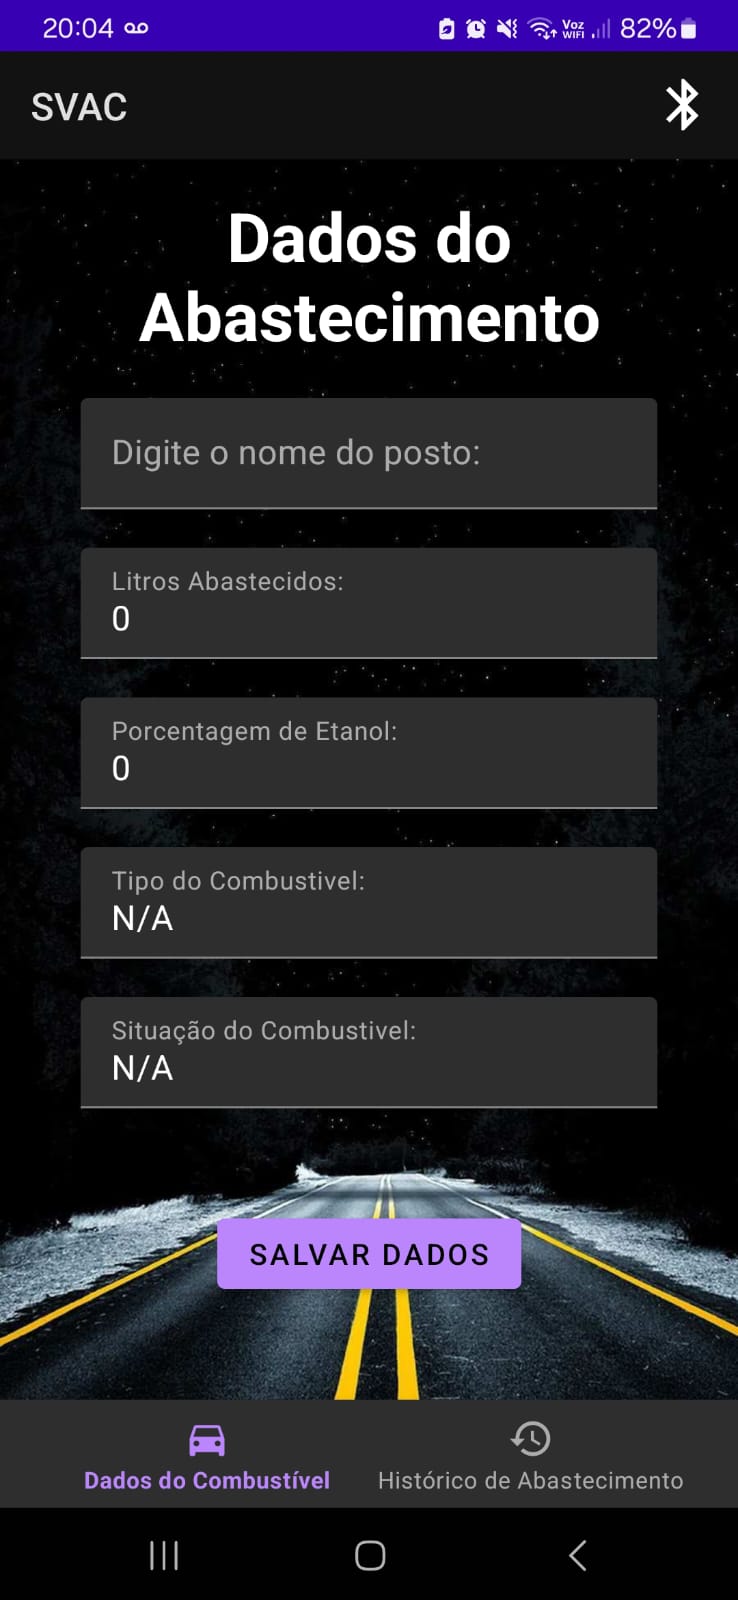 20:04
Voz
WIFI
82%
SVAC
Dados do
Abastecimento
Digite o nome do posto:
Litros Abastecidos:
0
Porcentagem de Etanol:
0
Tipo do Combustivel:
N/A
Situação do Combustivel:
N/A
SALVAR DADOS
Dados do Combustível
Histórico de Abastecimento